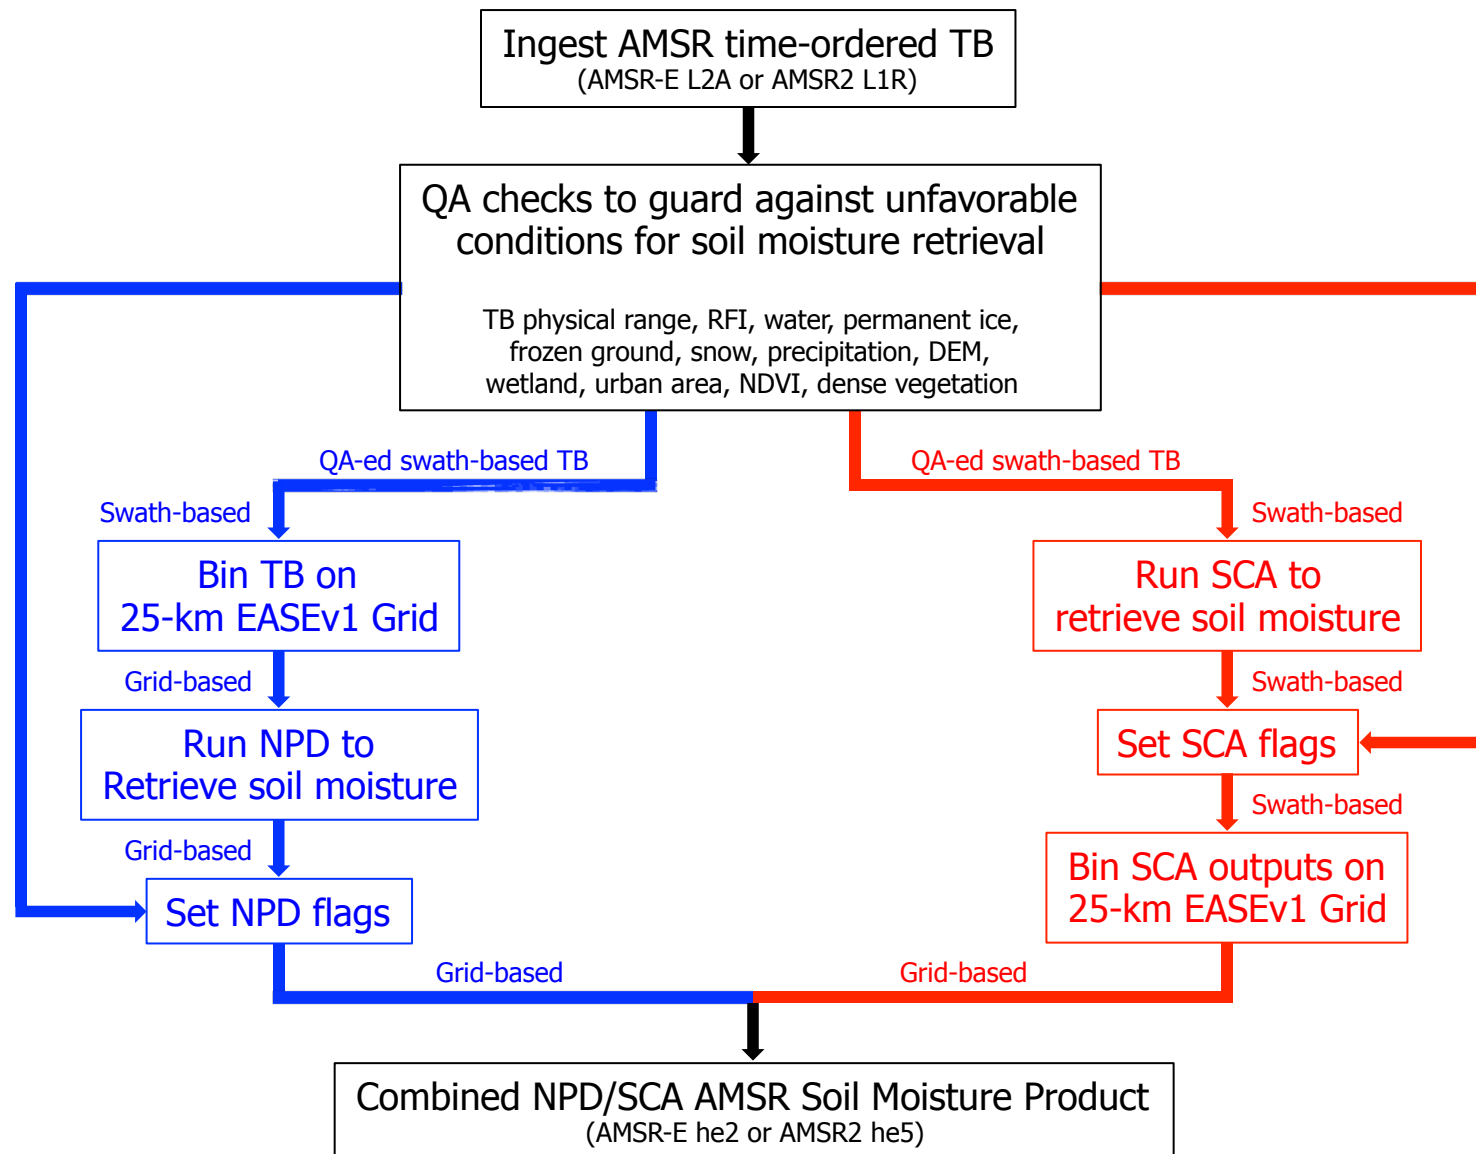 Ingest AMSR time-ordered TB
(AMSR-E L2A or AMSR2 L1R)
QA checks to guard against unfavorable
conditions for soil moisture retrieval
TB physical range, RFI, water, permanent ice,
frozen ground, snow, precipitation, DEM,
wetland, urban area, NDVI, dense vegetation
QA-ed swath-based TB
Swath-based
Bin TB on
25-km EASEv1 Grid
Grid-based
Run NPD to
Retrieve soil moisture
Grid-based
Set NPD flags
Grid-based
QA-ed swath-based TB
Swath-based
Run SCA to
retrieve soil moisture
Swath-based
Set SCA flags
Swath-based
Bin SCA outputs on
25-km EASEv1 Grid
Grid-based
Combined NPD/SCA AMSR Soil Moisture Product
(AMSR-E he2 or AMSR2 he5)